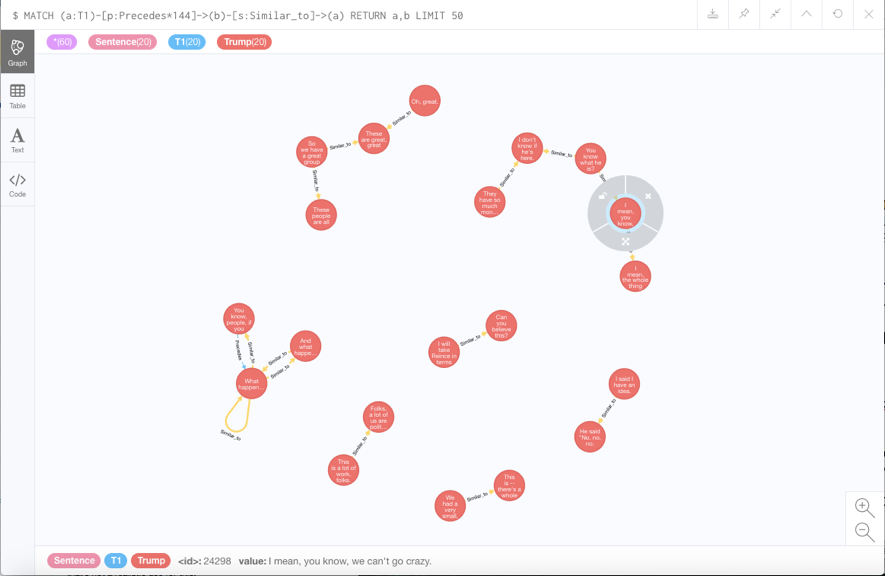 $ MATCH (a:T1)-[p:Precedes*144]->(b)-[s:Similar_to]->(a) RETURN a,b LIMIT 50
Graph
Table
Text
Code
*(60) Sentence(20) T1(20) Trump(20)
Oh, great.
Similar_to
These
are great,
great
Similar_to
So
we have
a great
group
Similar_to
These
people
are all
I don't
know if
he's
here.
Similar_to
You
know
what he
is?
Similar_to
They
have so
much
mon...
I
mean,
you
know,
I
mean,
the whole
thing
You
know,
people, if
you
Precedes
Similar_to
And
what
happe...
Similar_to
Similar_to
What
happen...
Similar_to
Can
you
believe
this?
Similar_to
I will
take
Reince in
terms
I said I
have an
idea.
Similar_to
He said
"No, no,
no,
Folks,
a lot of
us are
polit...
Similar_to
This
is a lot of
work,
folks.
This
is --
there's a
whole
Similar_to
We
had a
very
small,
Sentence T1 Trump <id>: 24298 value: I mean, you know, we can't go crazy.